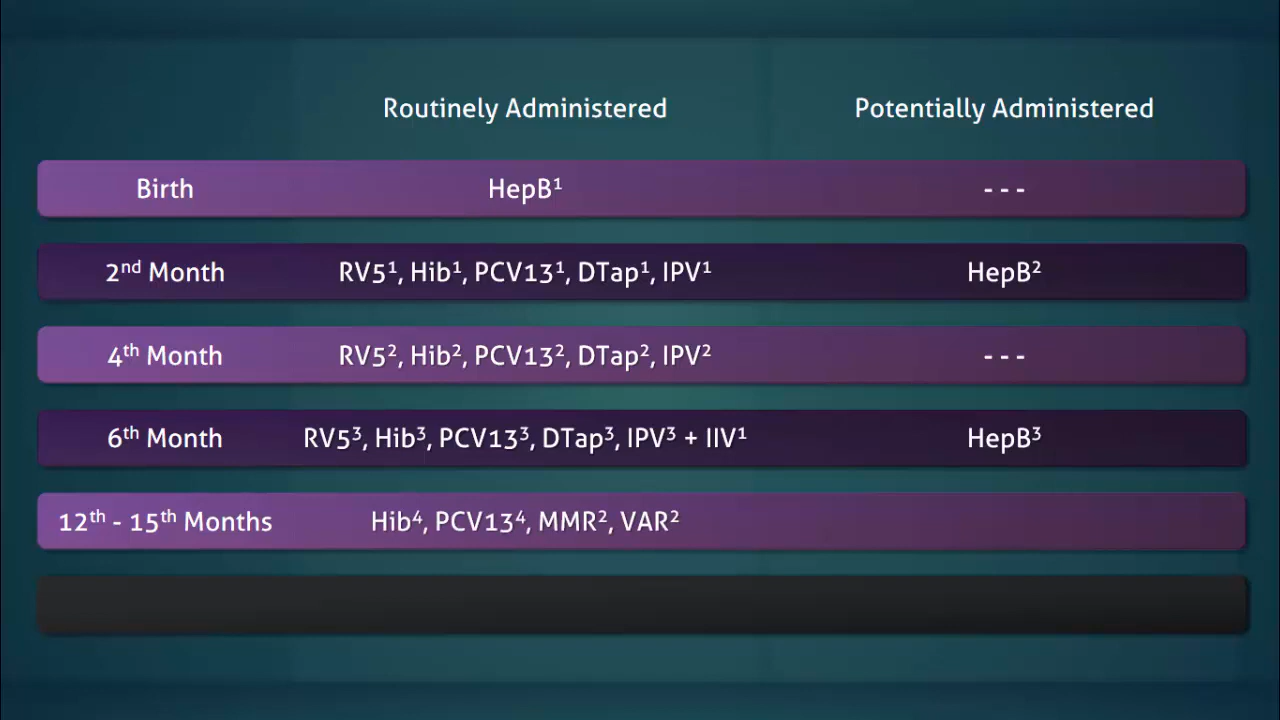 Routinely Administered Potentially Administered
Birth HepB¹ ---
2ⁿᵈ Month RV5¹, Hib¹, PCV13¹, DTap¹, IPV¹ HepB²
4ᵗʰ Month RV5², Hib², PCV13², DTap², IPV² ---
6ᵗʰ Month RV5³, Hib³, PCV13³, DTap³, IPV³ + IIV¹ HepB³
12ᵗʰ - 15ᵗʰ Months Hib⁴, PCV13⁴, MMR², VAR²